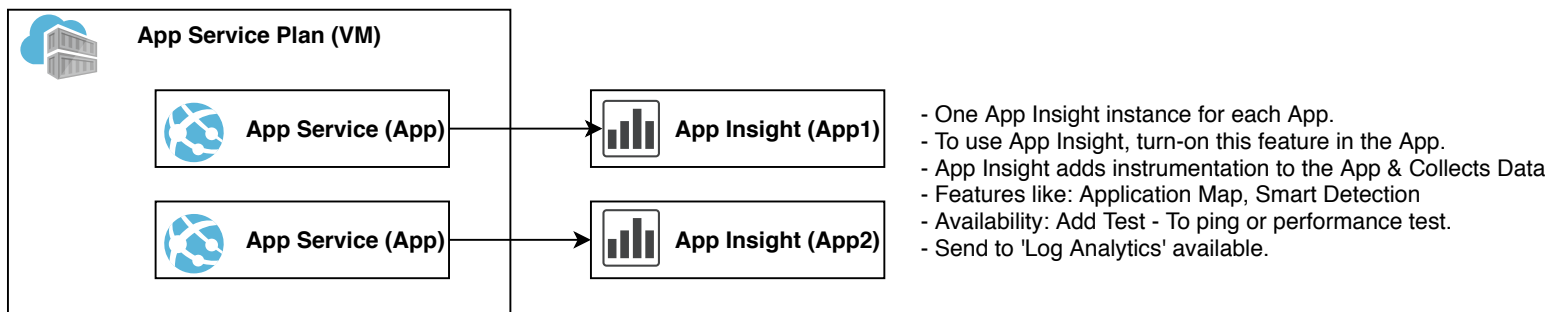 App Service Plan (VM)
App Service (App)
App Insight (App1)
App Service (App)
App Insight (App2)
- One App Insight instance for each App.
- To use App Insight, turn-on this feature in the App.
- App Insight adds instrumentation to the App & Collects Data
- Features like: Application Map, Smart Detection
- Availability: Add Test - To ping or performance test.
- Send to 'Log Analytics' available.